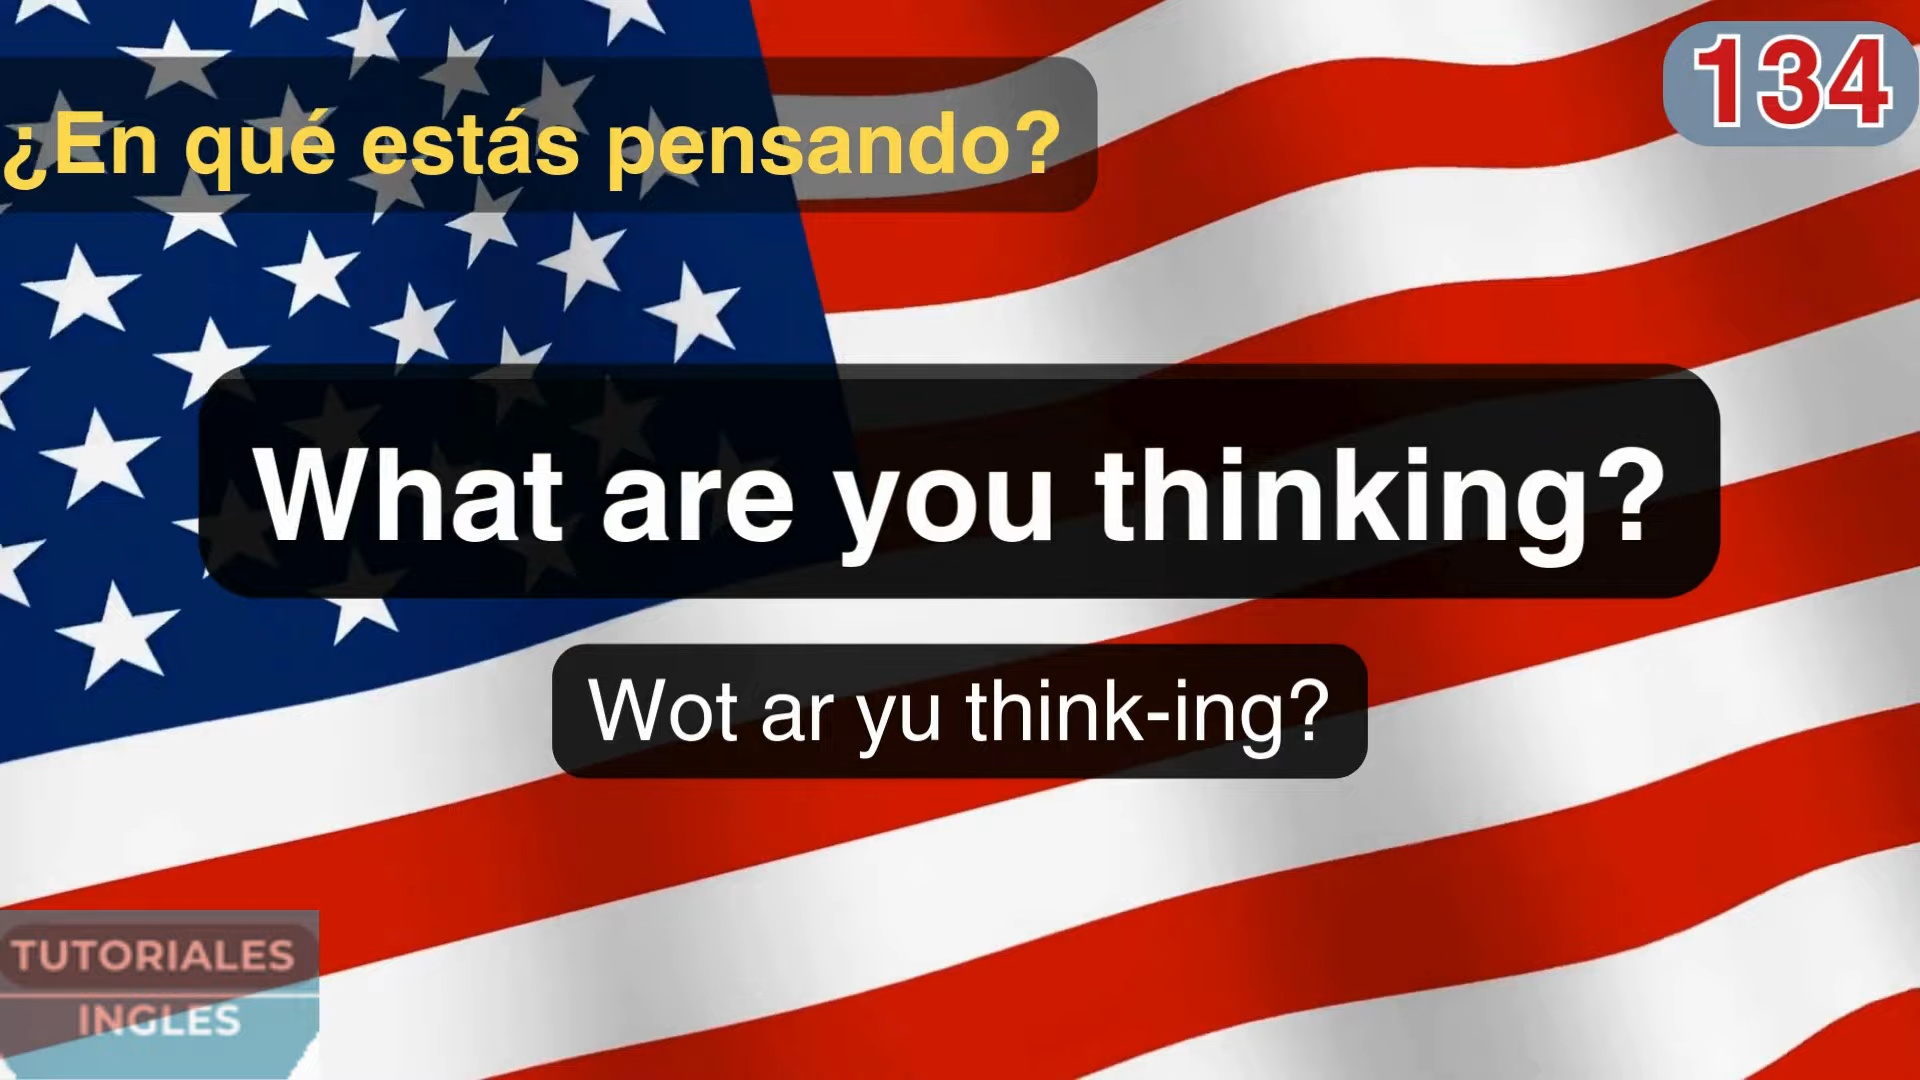 134
¿En qué estás pensando?
What are you thinking?
Wot ar yu think-ing?
TUTORIALES
INGLES